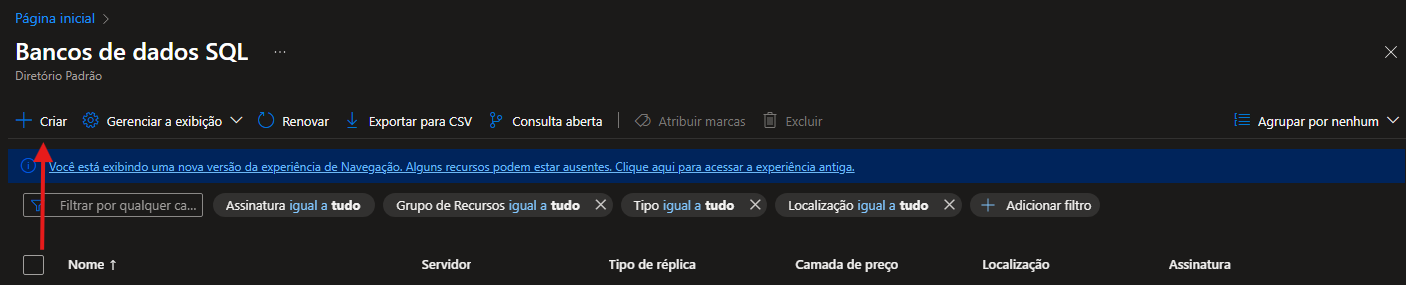 Página inicial >
Bancos de dados SQL ...
Diretório Padrão
+ Criar Gerenciar a exibição Renovar Exportar para CSV Consulta aberta Atribuir marcas Excluir Agrupar por nenhum
Você está exibindo uma nova versão da experiência de Navegação. Alguns recursos podem estar ausentes. Clique aqui para acessar a experiência antiga.
Filtrar por qualquer ca... Assinatura igual a tudo Grupo de Recursos igual a tudo Tipo igual a tudo Localização igual a tudo Adicionar filtro
Nome ↑ Servidor Tipo de réplica Camada de preço Localização Assinatura